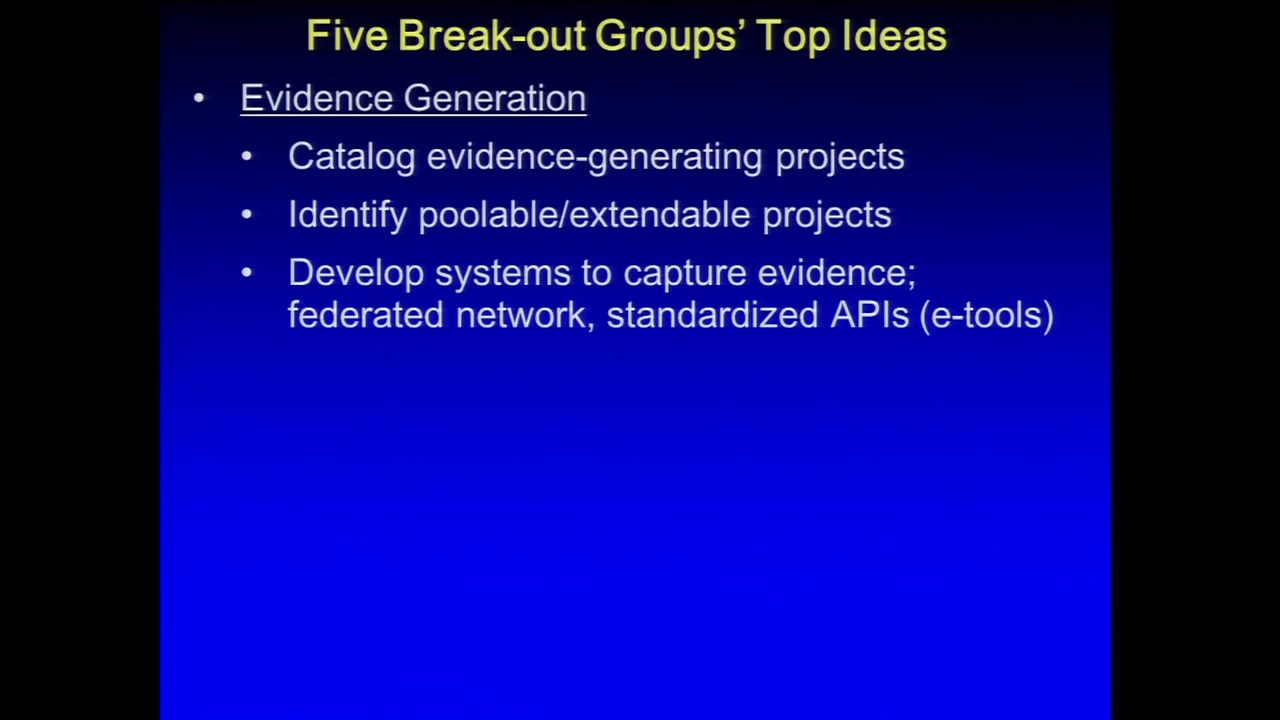 Five Break-out Groups’ Top Ideas
• Evidence Generation
• Catalog evidence-generating projects
• Identify poolable/extendable projects
• Develop systems to capture evidence;
federated network, standardized APIs (e-tools)